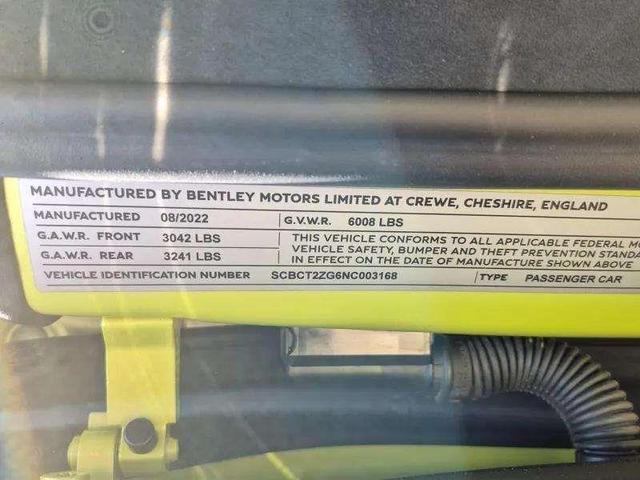 MANUFACTURED BY BENTLEY MOTORS LIMITED AT CREWE, CHESHIRE, ENGLAND
MANUFACTURED 08/2022 G.V.W.R. 6008 LBS
G.A.W.R. FRONT 3042 LBS
G.A.W.R. REAR 3241 LBS
THIS VEHICLE CONFORMS TO ALL APPLICABLE FEDERAL MO
VEHICLE SAFETY, BUMPER AND THEFT PREVENTION STANDA
IN EFFECT ON THE DATE OF MANUFACTURE SHOWN ABOVE
VEHICLE IDENTIFICATION NUMBER SCBCT2ZG6NC003168 TYPE PASSENGER CAR